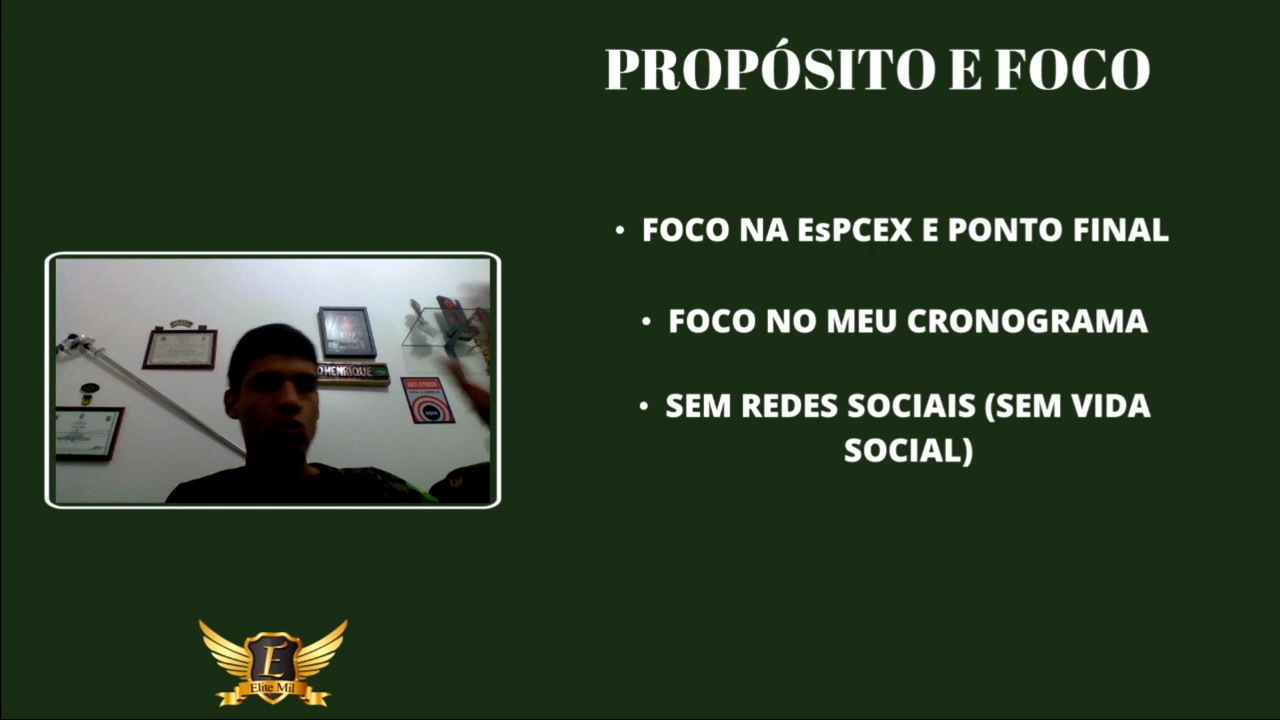 PROPÓSITO E FOCO
• FOCO NA EsPCEX E PONTO FINAL
• FOCO NO MEU CRONOGRAMA
• SEM REDES SOCIAIS (SEM VIDA
SOCIAL)
O HENRIQUE
E
Elite Mil